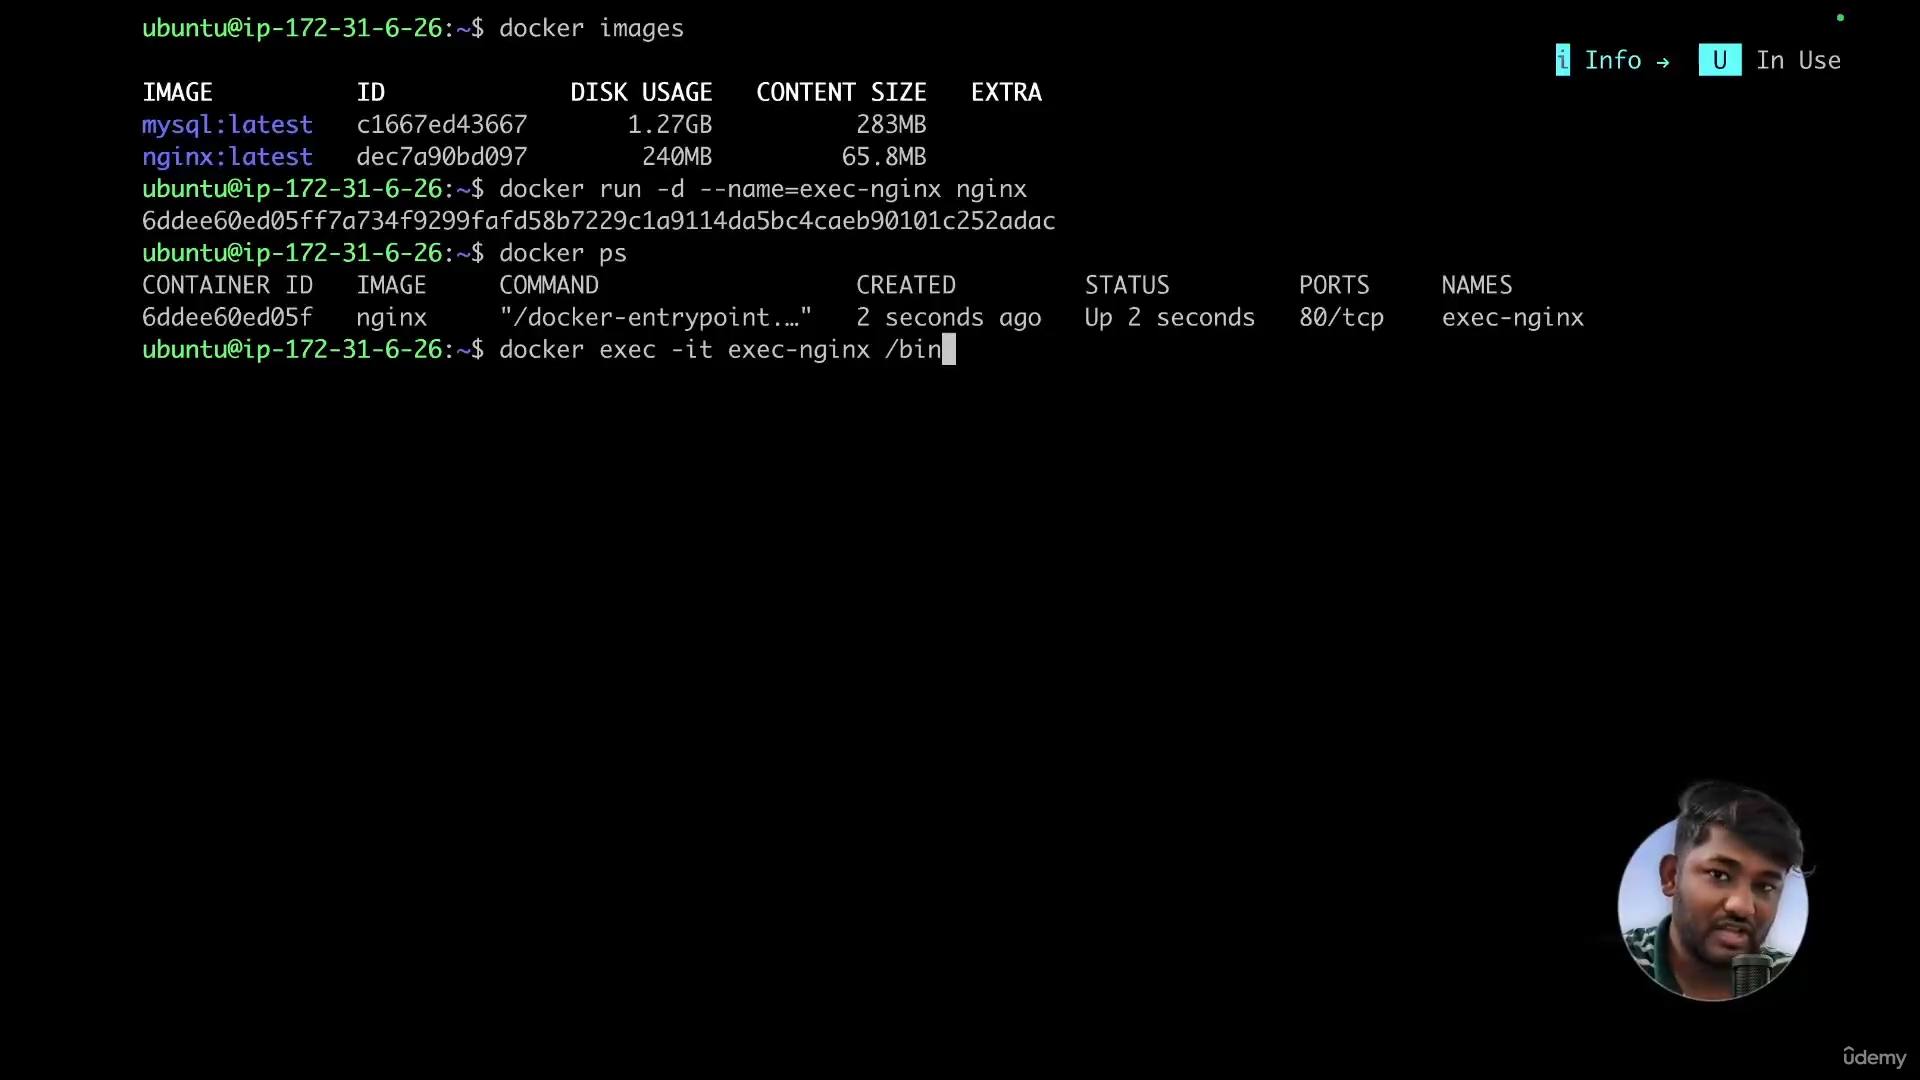 ubuntu@ip-172-31-6-26:~$ docker images
i Info → U In Use
IMAGE ID DISK USAGE CONTENT SIZE EXTRA
mysql:latest c1667ed43667 1.27GB 283MB
nginx:latest dec7a90bd097 240MB 65.8MB
ubuntu@ip-172-31-6-26:~$ docker run -d --name=exec-nginx nginx
6ddee60ed05ff7a734f9299fafd58b7229c1a9114da5bc4caeb90101c252adac
ubuntu@ip-172-31-6-26:~$ docker ps
CONTAINER ID IMAGE COMMAND CREATED STATUS PORTS NAMES
6ddee60ed05f nginx "/docker-entrypoint.…" 2 seconds ago Up 2 seconds 80/tcp exec-nginx
ubuntu@ip-172-31-6-26:~$ docker exec -it exec-nginx /bin
ûdemy